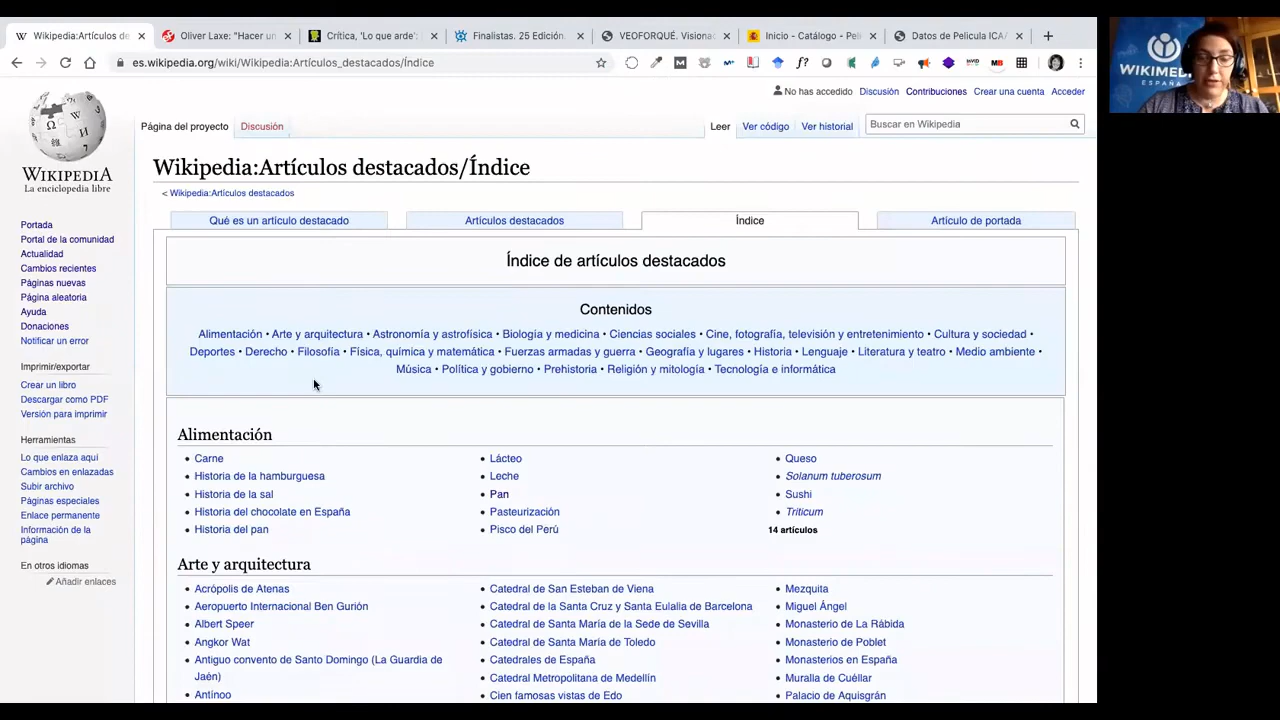 Wikipedia:Artículos de
Oliver Laxe: "Hacer un
Crítica, 'Lo que arde':
Finalistas. 25 Edición.
VEOFORQUÉ. Visiona
Inicio - Catálogo - Pel
Datos de Pelicula ICA/
es.wikipedia.org/wiki/Wikipedia:Artículos_destacados/Índice
WIKIMEDIA
ESPAÑA
No has accedido Discusión Contribuciones Crear una cuenta Acceder
Página del proyecto Discusión Leer Ver código Ver historial Buscar en Wikipedia
WIKIPEDIA
La enciclopedia libre
Portada
Portal de la comunidad
Actualidad
Cambios recientes
Páginas nuevas
Página aleatoria
Ayuda
Donaciones
Notificar un error
Imprimir/exportar
Crear un libro
Descargar como PDF
Versión para imprimir
Herramientas
Lo que enlaza aquí
Cambios en enlazadas
Subir archivo
Páginas especiales
Enlace permanente
Información de la
página
En otros idiomas
Añadir enlaces
Wikipedia:Artículos destacados/Índice
< Wikipedia:Artículos destacados
Qué es un artículo destacado Artículos destacados Índice Artículo de portada
Índice de artículos destacados
Contenidos
Alimentación • Arte y arquitectura • Astronomía y astrofísica • Biología y medicina • Ciencias sociales • Cine, fotografía, televisión y entretenimiento • Cultura y sociedad •
Deportes • Derecho • Filosofía • Física, química y matemática • Fuerzas armadas y guerra • Geografía y lugares • Historia • Lenguaje • Literatura y teatro • Medio ambiente •
Música • Política y gobierno • Prehistoria • Religión y mitología • Tecnología e informática
Alimentación
• Carne
• Historia de la hamburguesa
• Historia de la sal
• Historia del chocolate en España
• Historia del pan
• Lácteo
• Leche
• Pan
• Pasteurización
• Pisco del Perú
• Queso
• Solanum tuberosum
• Sushi
• Triticum
14 artículos
Arte y arquitectura
• Acrópolis de Atenas
• Aeropuerto Internacional Ben Gurión
• Albert Speer
• Angkor Wat
• Antiguo convento de Santo Domingo (La Guardia de
Jaén)
• Antínoo
• Catedral de San Esteban de Viena
• Catedral de la Santa Cruz y Santa Eulalia de Barcelona
• Catedral de Santa María de la Sede de Sevilla
• Catedral de Santa María de Toledo
• Catedrales de España
• Catedral Metropolitana de Medellín
• Cien famosas vistas de Edo
• Mezquita
• Miguel Ángel
• Monasterio de La Rábida
• Monasterio de Poblet
• Monasterios en España
• Muralla de Cuéllar
• Palacio de Aquisgrán